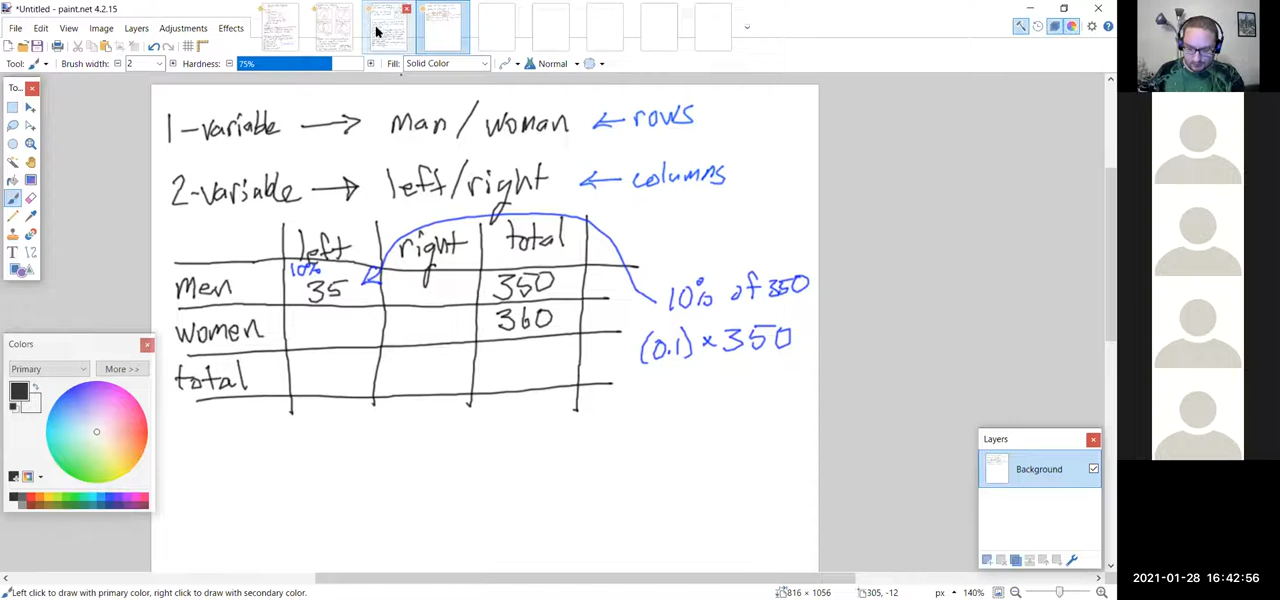 *Untitled - paint.net 4.2.15
File Edit View Image Layers Adjustments Effects
Tool: Brush width: 2 Hardness: 75% Fill: Solid Color Normal
To...
1-variable → man / woman ← rows
2-variable → left/right ← columns
left right total
10%
Men 35 350
women 360
total
10% of 350
(0.1) × 350
Colors
Primary More >>
Layers
Background
2021-01-28 16:42:56
Left click to draw with primary color, right click to draw with secondary color. 816 × 1056 305, -12 px 140%